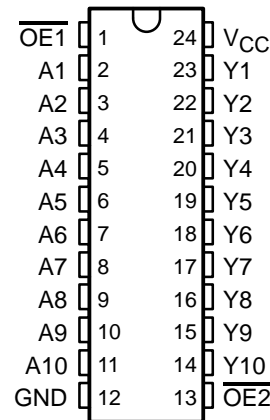 O̅E̅1̅ 1 24 VCC
A1 2 23 Y1
A2 3 22 Y2
A3 4 21 Y3
A4 5 20 Y4
A5 6 19 Y5
A6 7 18 Y6
A7 8 17 Y7
A8 9 16 Y8
A9 10 15 Y9
A10 11 14 Y10
GND 12 13 O̅E̅2̅